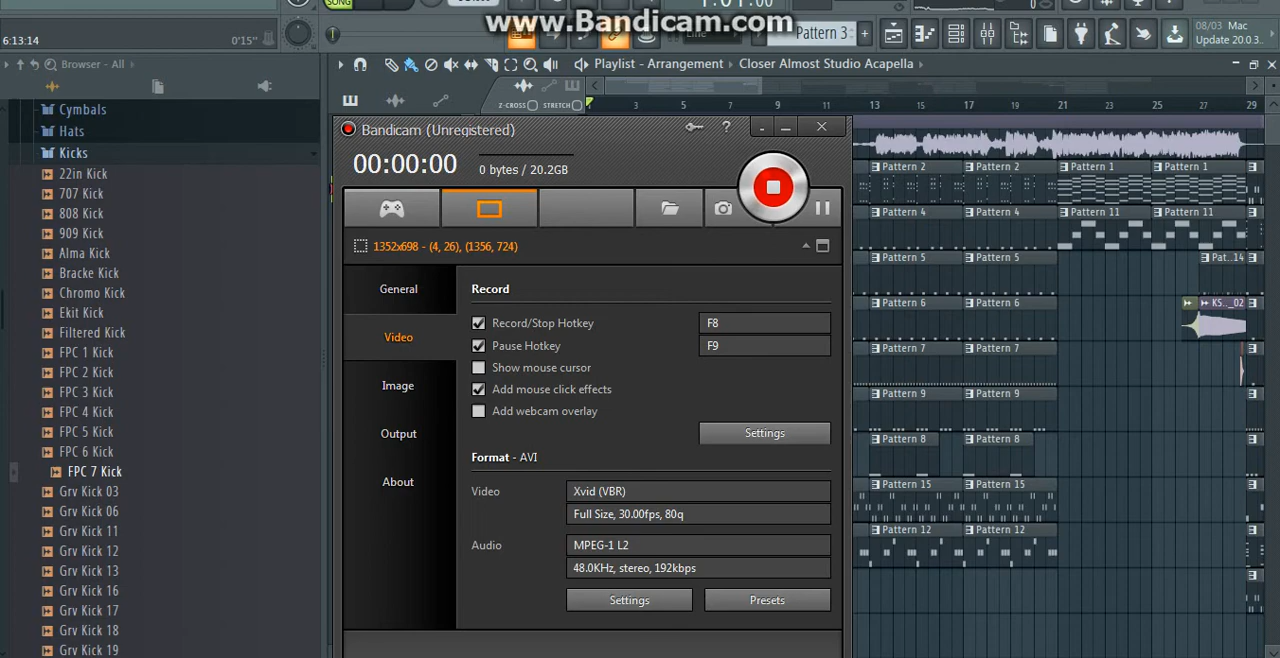 SONG
1:01:00
www.Bandicam.com
6:13:14
0'15"
Line
Pattern 3
08/03 Mac
Update 20.0.3
Browser - All
Playlist - Arrangement
Closer Almost Studio Acapella
Z-CROSS
STRETCH
3 5 7 9 11 13 15 17 19 21 23 25 27 29
Cymbals
Hats
Kicks
22in Kick
707 Kick
808 Kick
909 Kick
Alma Kick
Bracke Kick
Chromo Kick
Ekit Kick
Filtered Kick
FPC 1 Kick
FPC 2 Kick
FPC 3 Kick
FPC 4 Kick
FPC 5 Kick
FPC 6 Kick
FPC 7 Kick
Grv Kick 03
Grv Kick 06
Grv Kick 11
Grv Kick 12
Grv Kick 13
Grv Kick 16
Grv Kick 17
Grv Kick 18
Grv Kick 19
Bandicam (Unregistered)
00:00:00
0 bytes / 20.2GB
1352x698 - (4, 26), (1356, 724)
General
Video
Image
Output
About
Record
Record/Stop Hotkey F8
Pause Hotkey F9
Show mouse cursor
Add mouse click effects
Add webcam overlay
Settings
Format - AVI
Video Xvid (VBR)
Full Size, 30.00fps, 80q
Audio MPEG-1 L2
48.0KHz, stereo, 192kbps
Settings Presets
Pattern 2 Pattern 2 Pattern 1 Pattern 1
Pattern 4 Pattern 4 Pattern 11 Pattern 11
Pattern 5 Pattern 5 Pat..14
Pattern 6 Pattern 6 KS.._02
Pattern 7 Pattern 7
Pattern 9 Pattern 9
Pattern 8 Pattern 8
Pattern 15 Pattern 15
Pattern 12 Pattern 12